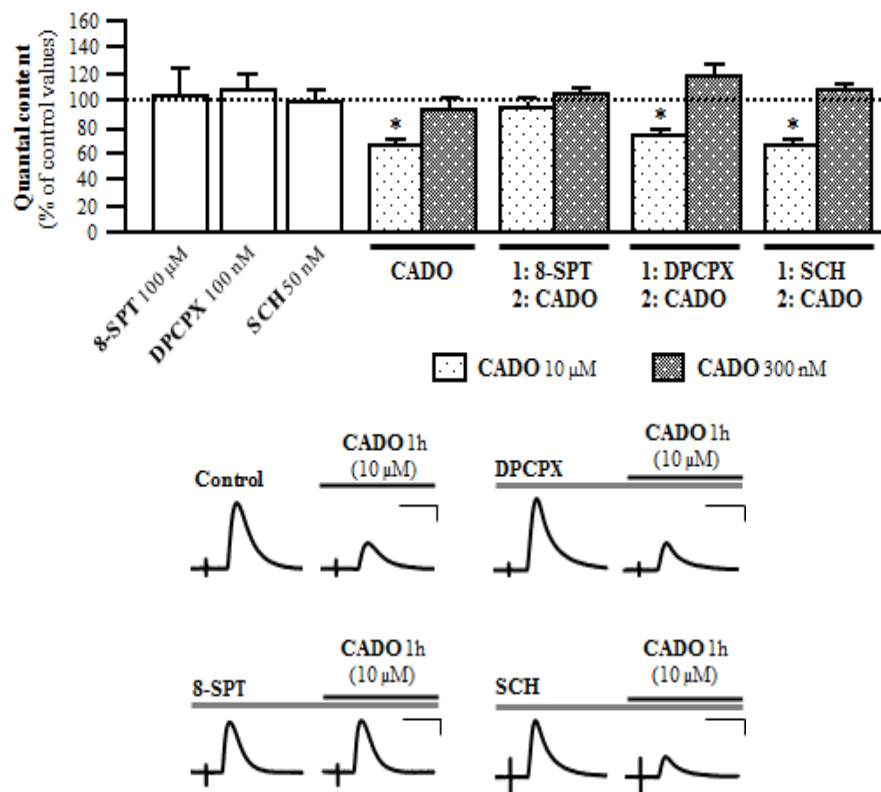 Quantal content
(% of control values)
160
140
120
100
80
60
40
20
0
*
*
*
8-SPT 100 μM
DPCPX 100 nM
SCH 50 nM
CADO
1: 8-SPT
2: CADO
1: DPCPX
2: CADO
1: SCH
2: CADO
CADO 10 μM
CADO 300 nM
Control
CADO 1h
(10 μM)
DPCPX
CADO 1h
(10 μM)
8-SPT
CADO 1h
(10 μM)
SCH
CADO 1h
(10 μM)